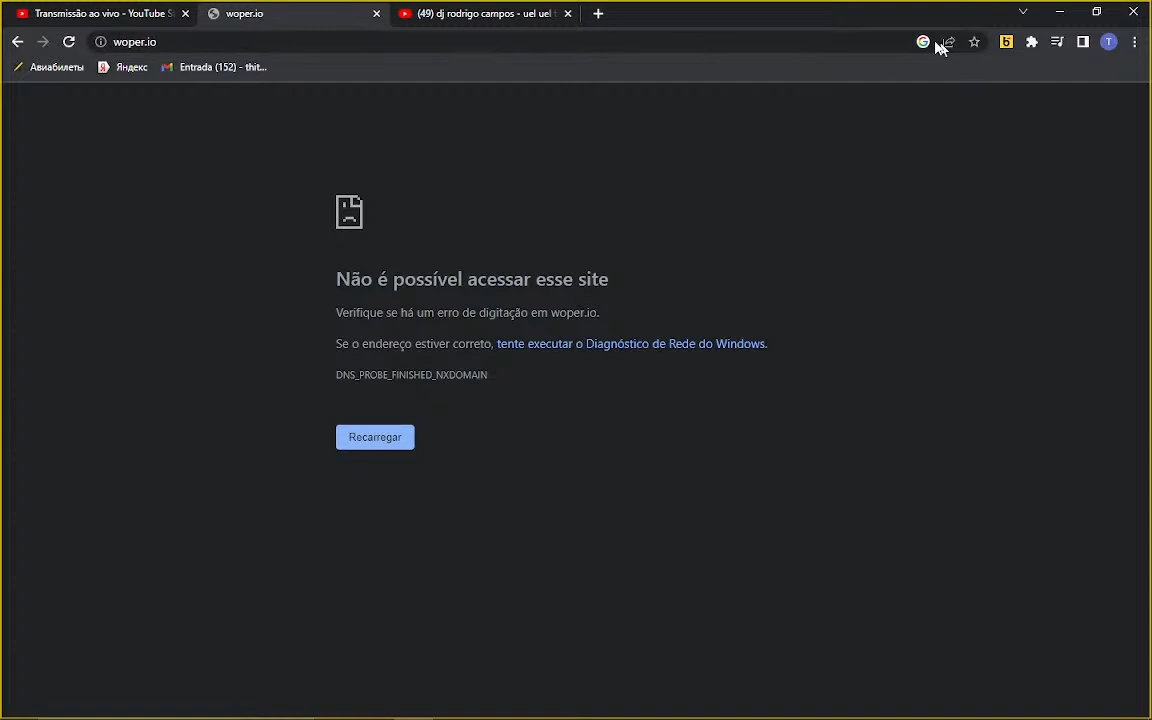 Transmissão ao vivo - YouTube S
woper.io
(49) dj rodrigo campos - uel uel
woper.io
Авиабилеты
Яндекс
Entrada (152) - thit...
T
Não é possível acessar esse site
Verifique se há um erro de digitação em woper.io.
Se o endereço estiver correto, tente executar o Diagnóstico de Rede do Windows.
DNS_PROBE_FINISHED_NXDOMAIN
Recarregar